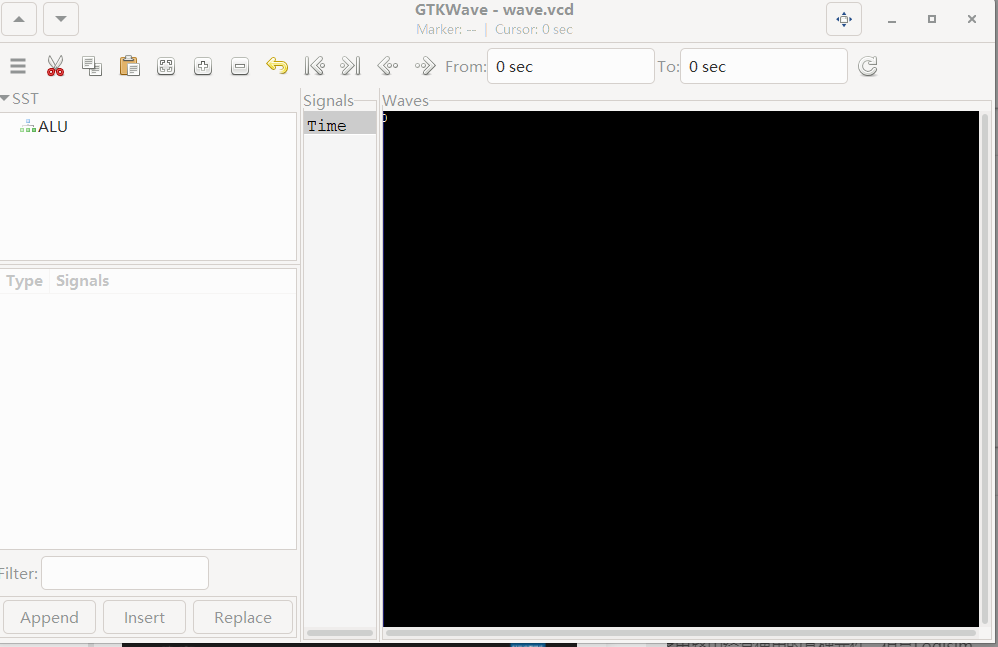 GTKWave - wave.vcd
Marker: -- | Cursor: 0 sec
From: 0 sec To: 0 sec
SST
Signals
Waves
ALU
Time
0
Type Signals
Filter:
Append Insert Replace